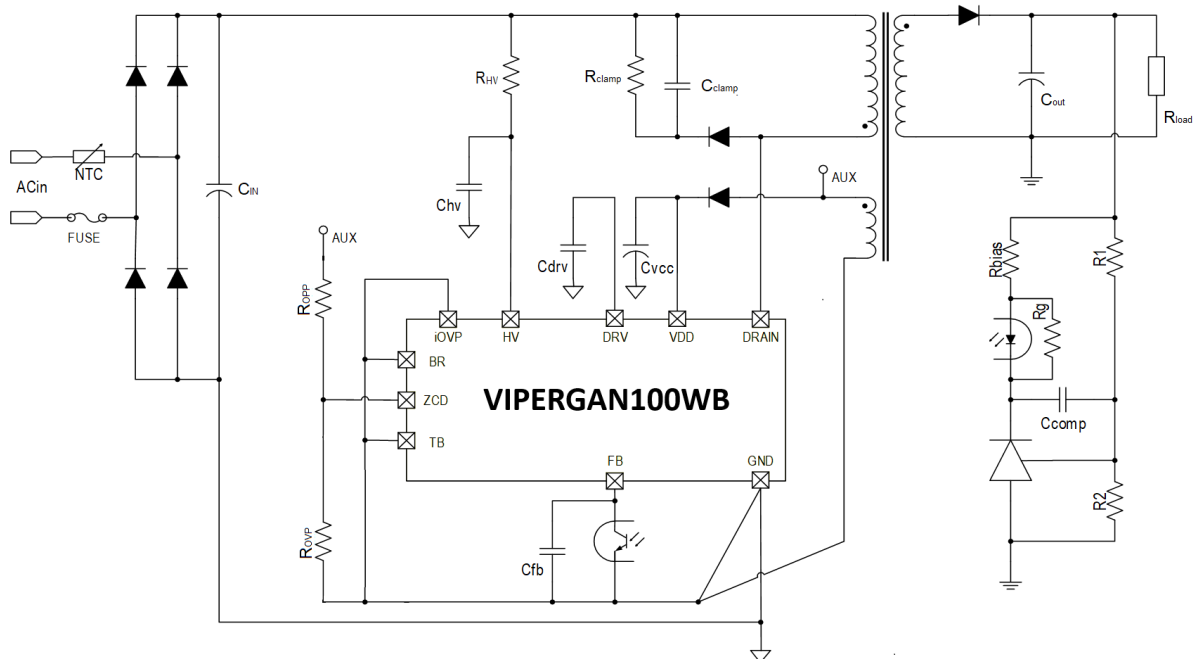 RHV
Rclamp
Cclamp
Cout
Rload
NTC
ACin
CIN
AUX
Chv
FUSE
AUX
Cdrv
Cvcc
Rbias
R1
ROPP
Rg
iOVP
HV
DRV
VDD
DRAIN
BR
VIPERGAN100WB
ZCD
TB
Ccomp
FB
GND
R2
ROVP
Cfb